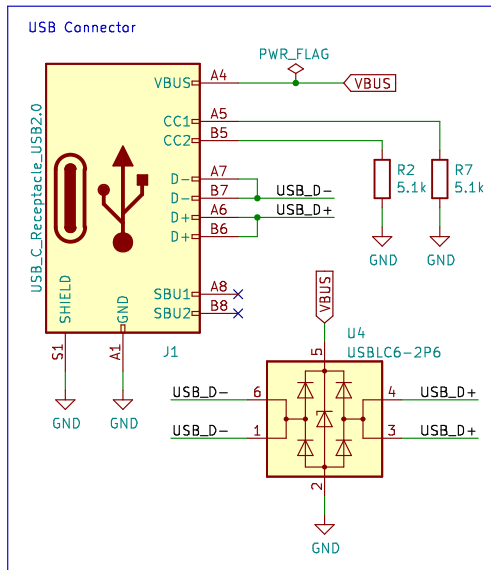 USB Connector
PWR_FLAG
VBUS A4
VBUS
CC1 A5
CC2 B5
USB_C_Receptacle_USB2.0
R2
5.1k
R7
5.1k
D- A7
D- B7
USB_D-
D+ A6
USB_D+
D+ B6
GND
GND
SBU1 A8
SBU2 B8
SHIELD
GND
S1
A1
J1
GND
GND
VBUS
U4
USBLC6-2P6
5
USB_D- 6
4 USB_D+
USB_D- 1
3 USB_D+
2
GND